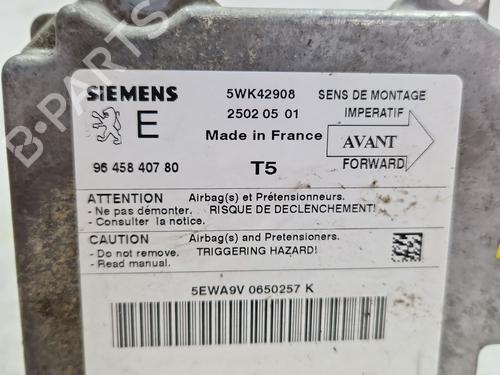 B-PARTS
SIEMENS
5WK42908
SENS DE MONTAGE
E
2502 05 01
IMPERATIF
Made in France
AVANT
96 458 407 80
T5
FORWARD
ATTENTION Airbag(s) et Prétensionneurs.
- Ne pas démonter. RISQUE DE DECLENCHEMENT!
- Consulter la notice.
CAUTION Airbag(s) and Pretensioners.
- Do not remove. TRIGGERING HAZARD!
- Read manual.
5EWA9V 0650257 K